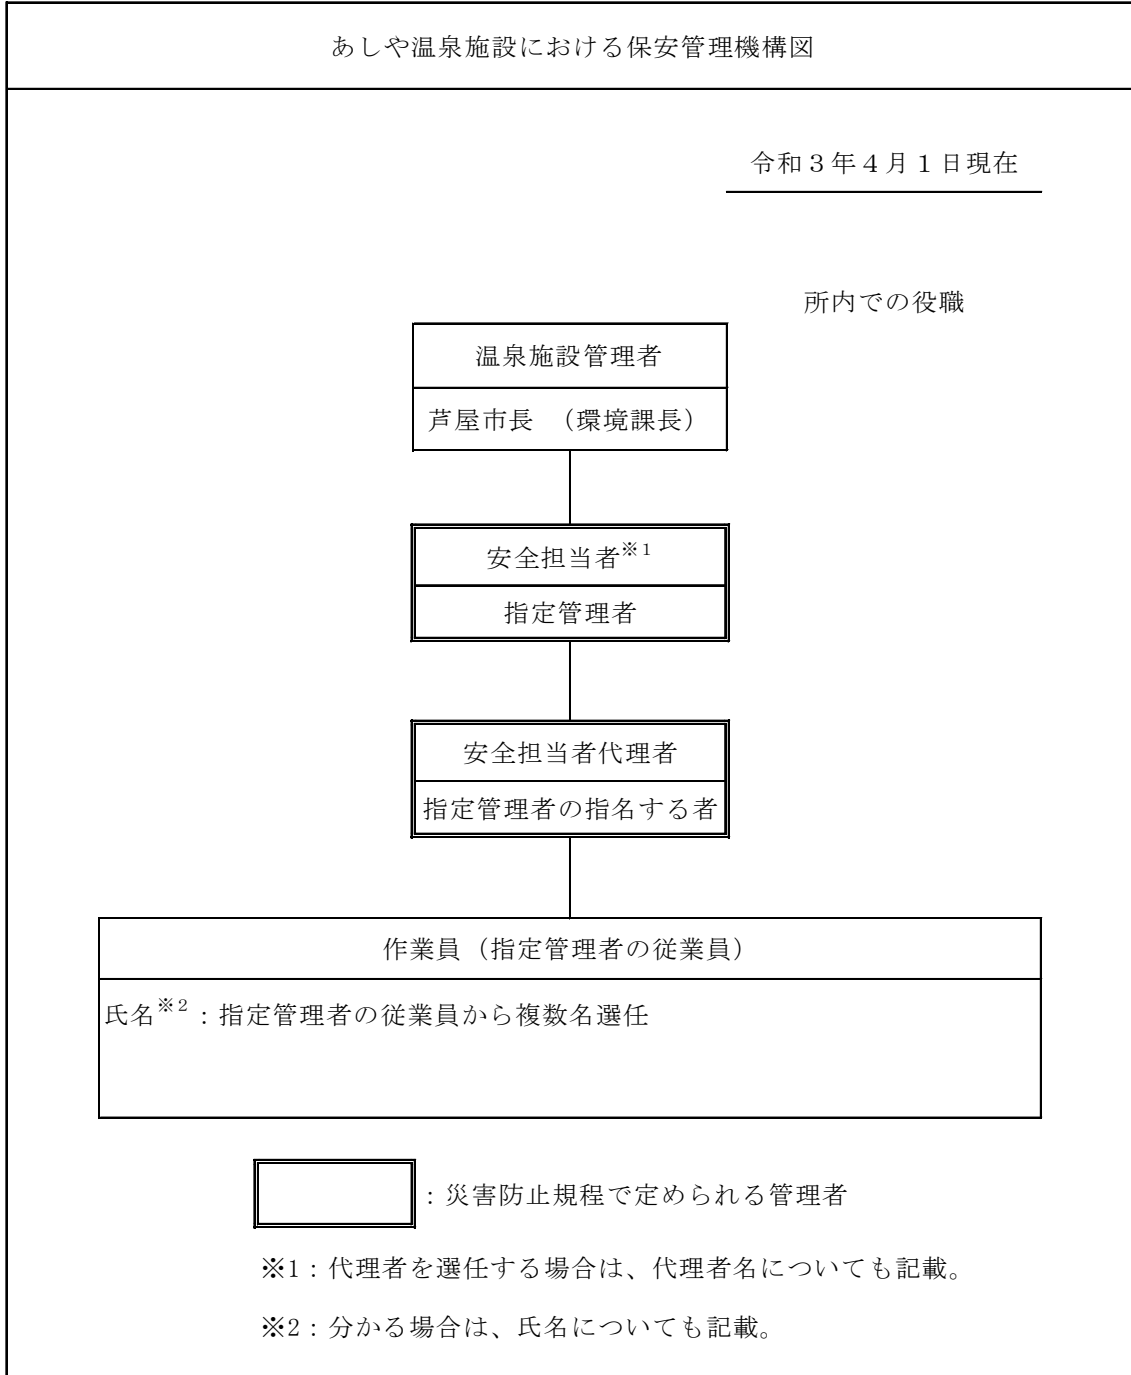 あしや温泉施設における保安管理機構図
令和３年４月１日現在
所内での役職
温泉施設管理者
芦屋市長　（環境課長）
安全担当者※1
指定管理者
安全担当者代理者
指定管理者の指名する者
作業員（指定管理者の従業員）
氏名※2：指定管理者の従業員から複数名選任
：災害防止規程で定められる管理者
※1：代理者を選任する場合は、代理者名についても記載。
※2：分かる場合は、氏名についても記載。